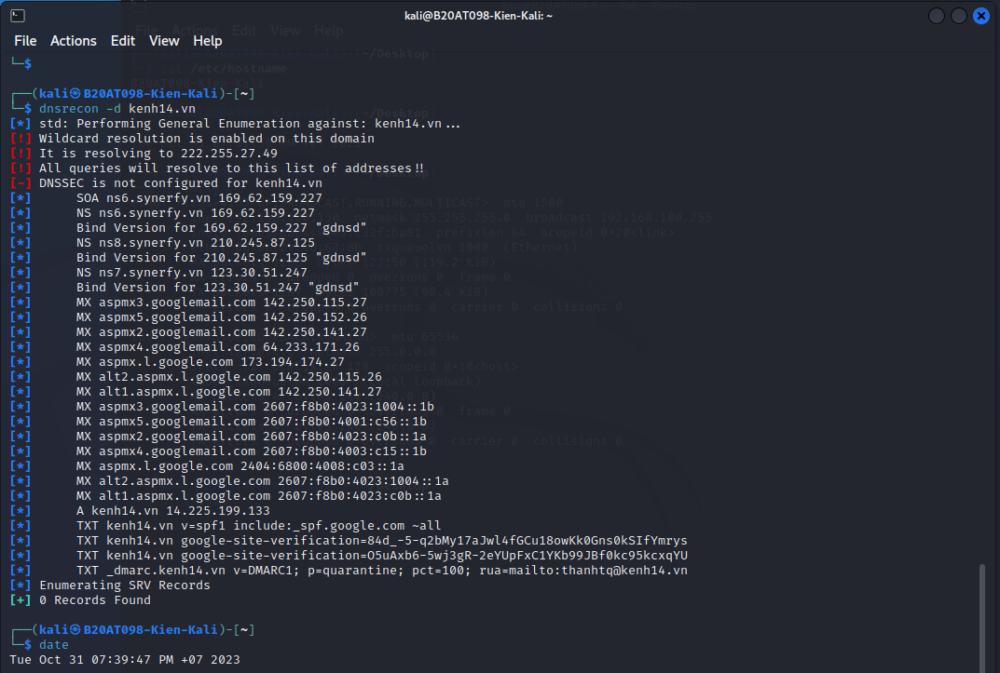 kali@B20AT098-Kien-Kali: ~
File Actions Edit View Help
└─$
┌──(kali㉿B20AT098-Kien-Kali)-[~]
└─$ dnsrecon -d kenh14.vn
[*] std: Performing General Enumeration against: kenh14.vn...
[!] Wildcard resolution is enabled on this domain
[!] It is resolving to 222.255.27.49
[!] All queries will resolve to this list of addresses!!
[-] DNSSEC is not configured for kenh14.vn
[*] SOA ns6.synerfy.vn 169.62.159.227
[*] NS ns6.synerfy.vn 169.62.159.227
[*] Bind Version for 169.62.159.227 "gdnsd"
[*] NS ns8.synerfy.vn 210.245.87.125
[*] Bind Version for 210.245.87.125 "gdnsd"
[*] NS ns7.synerfy.vn 123.30.51.247
[*] Bind Version for 123.30.51.247 "gdnsd"
[*] MX aspmx3.googlemail.com 142.250.115.27
[*] MX aspmx5.googlemail.com 142.250.152.26
[*] MX aspmx2.googlemail.com 142.250.141.27
[*] MX aspmx4.googlemail.com 64.233.171.26
[*] MX aspmx.l.google.com 173.194.174.27
[*] MX alt2.aspmx.l.google.com 142.250.115.26
[*] MX alt1.aspmx.l.google.com 142.250.141.27
[*] MX aspmx3.googlemail.com 2607:f8b0:4023:1004::1b
[*] MX aspmx5.googlemail.com 2607:f8b0:4001:c56::1b
[*] MX aspmx2.googlemail.com 2607:f8b0:4023:c0b::1a
[*] MX aspmx4.googlemail.com 2607:f8b0:4003:c15::1b
[*] MX aspmx.l.google.com 2404:6800:4008:c03::1a
[*] MX alt2.aspmx.l.google.com 2607:f8b0:4023:1004::1a
[*] MX alt1.aspmx.l.google.com 2607:f8b0:4023:c0b::1a
[*] A kenh14.vn 14.225.199.133
[*] TXT kenh14.vn v=spf1 include:_spf.google.com ~all
[*] TXT kenh14.vn google-site-verification=84d_-5-q2bMy17aJwl4fGCu18owKk0Gns0kSIfYmrys
[*] TXT kenh14.vn google-site-verification=O5uAxb6-5wj3gR-2eYUpFxC1YKb99JBf0kc95kcxqYU
[*] TXT _dmarc.kenh14.vn v=DMARC1; p=quarantine; pct=100; rua=mailto:thanhtq@kenh14.vn
[*] Enumerating SRV Records
[+] 0 Records Found
┌──(kali㉿B20AT098-Kien-Kali)-[~]
└─$ date
Tue Oct 31 07:39:47 PM +07 2023